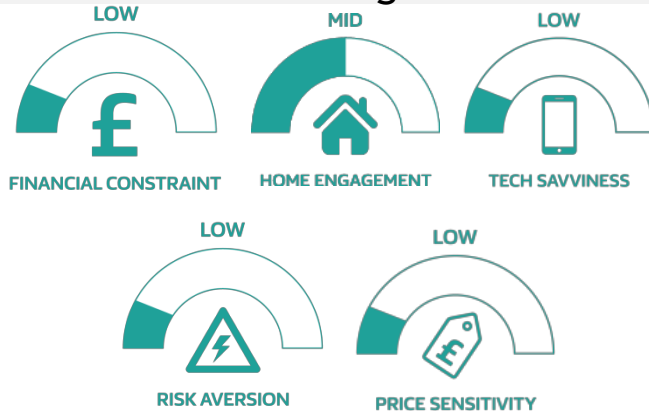 LOW
MID
LOW
£
FINANCIAL CONSTRAINT
HOME ENGAGEMENT
TECH SAVVINESS
LOW
LOW
£
RISK AVERSION
PRICE SENSITIVITY